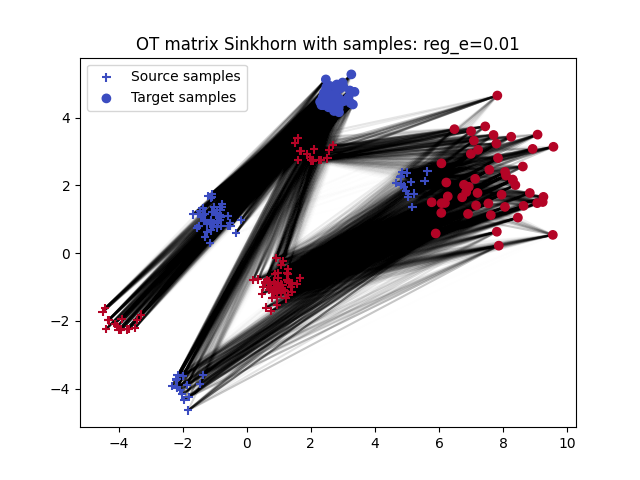 OT matrix Sinkhorn with samples: reg_e=0.01
Source samples
Target samples
4
2
0
−2
−4
−4 −2 0 2 4 6 8 10